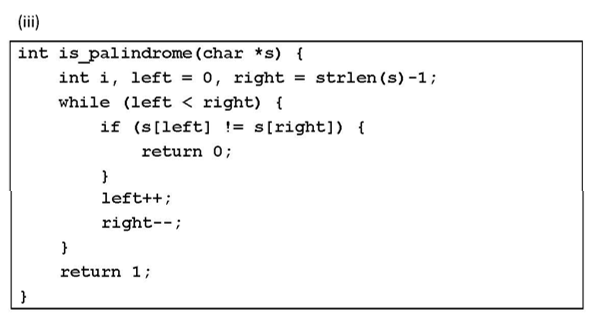 (iii)
int is_palindrome(char *s) {
    int i, left = 0, right = strlen(s)-1;
    while (left < right) {
        if (s[left] != s[right]) {
            return 0;
        }
        left++;
        right--;
    }
    return 1;
}